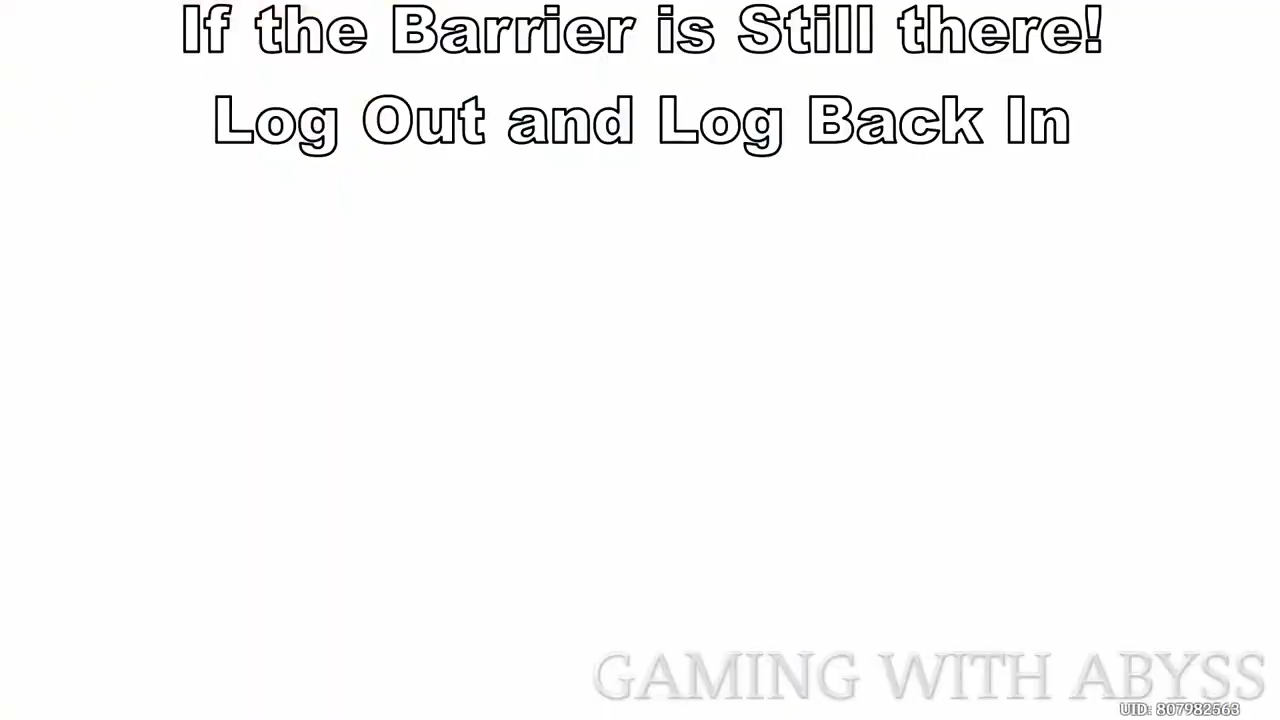 If the Barrier is Still there!
Log Out and Log Back In
GAMING WITH ABYSS
UID: 807982563